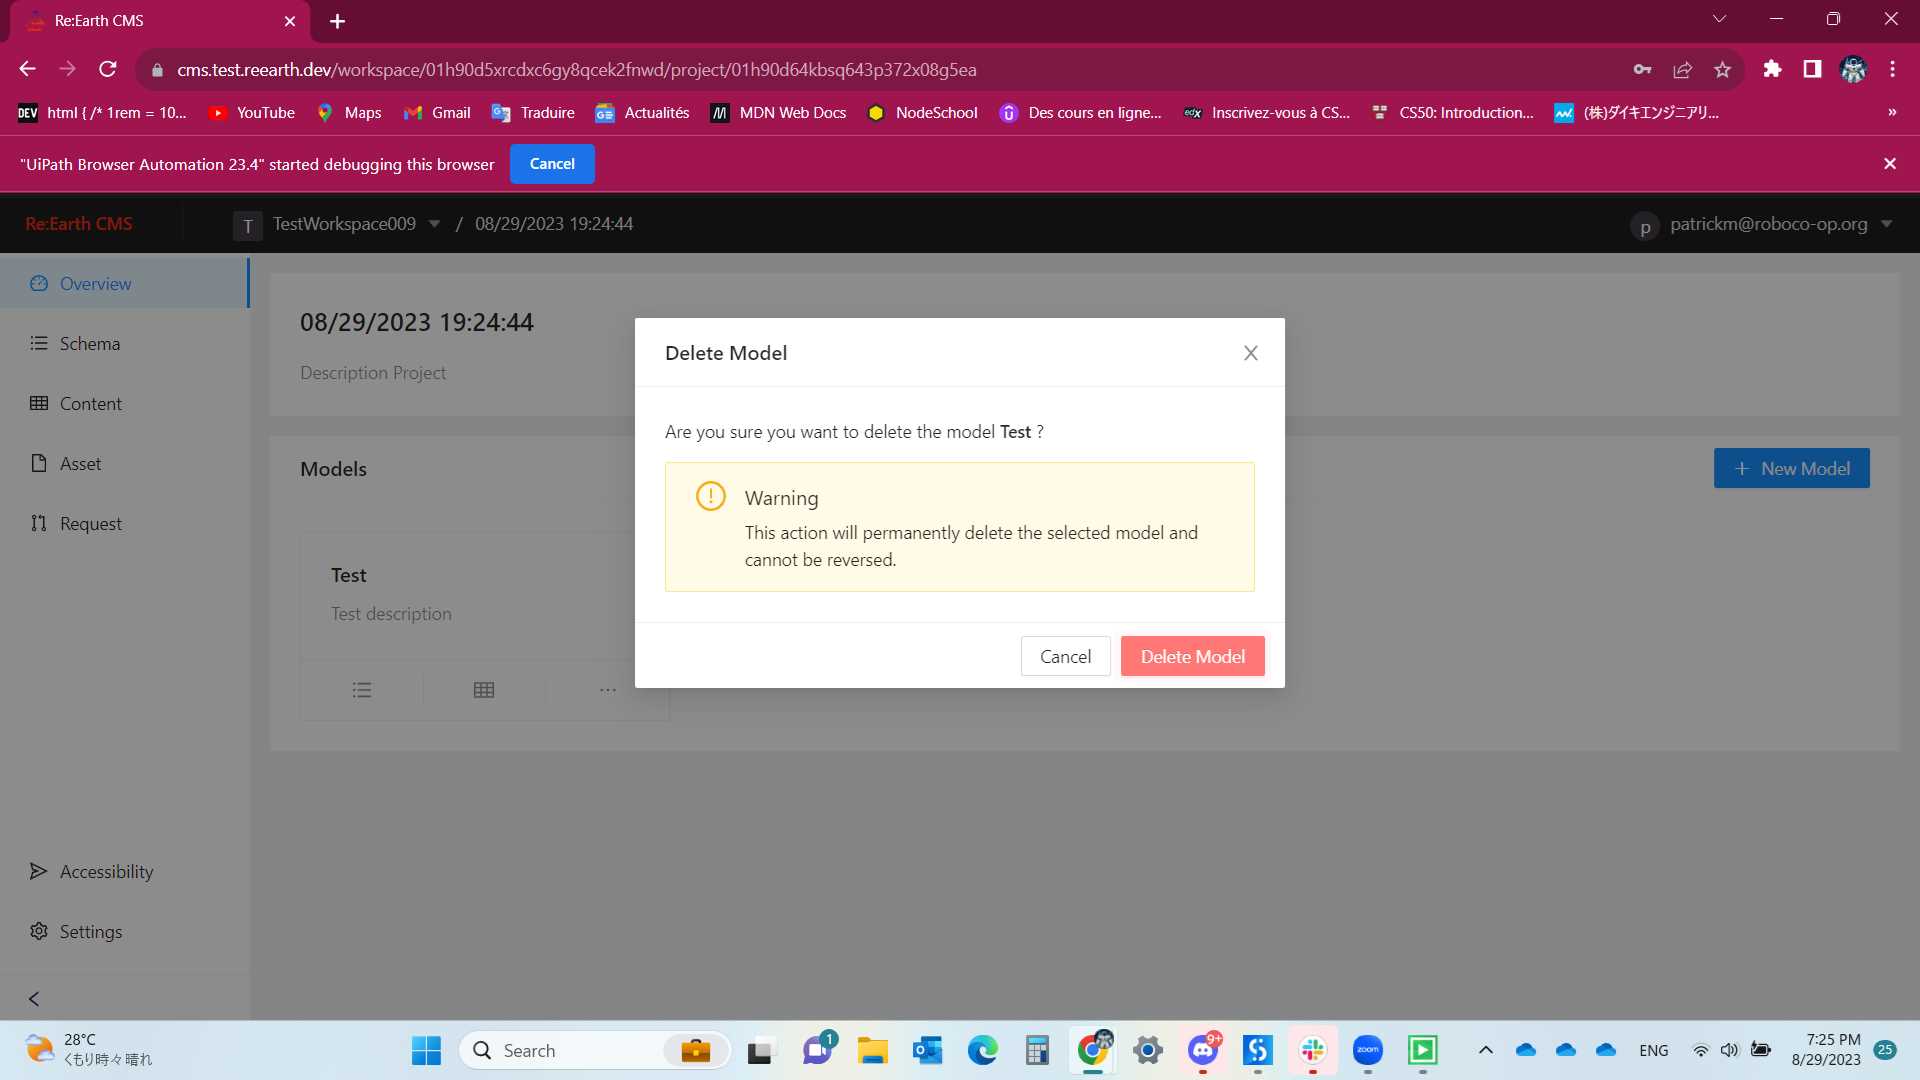 Re:Earth CMS
cms.test.reearth.dev/workspace/01h90d5xrcdxc6gy8qcek2fnwd/project/01h90d64kbsq643p372x08g5ea
DEV html { /* 1rem = 10... YouTube Maps Gmail Traduire Actualités MDN Web Docs NodeSchool Des cours en ligne... edX Inscrivez-vous à CS... CS50: Introduction... (株)ダイキエンジニアリ... »
"UiPath Browser Automation 23.4" started debugging this browser Cancel
Re:Earth CMS T TestWorkspace009 / 08/29/2023 19:24:44 p patrickm@roboco-op.org
Overview
Schema
Content
Asset
Request
Accessibility
Settings
08/29/2023 19:24:44
Description Project
Models
New Model
Test
Test description
Delete Model
Are you sure you want to delete the model Test ?
Warning
This action will permanently delete the selected model and
cannot be reversed.
Cancel Delete Model
28°C
くもり時々晴れ
Search
1
9+
zoom
ENG
7:25 PM
8/29/2023
25